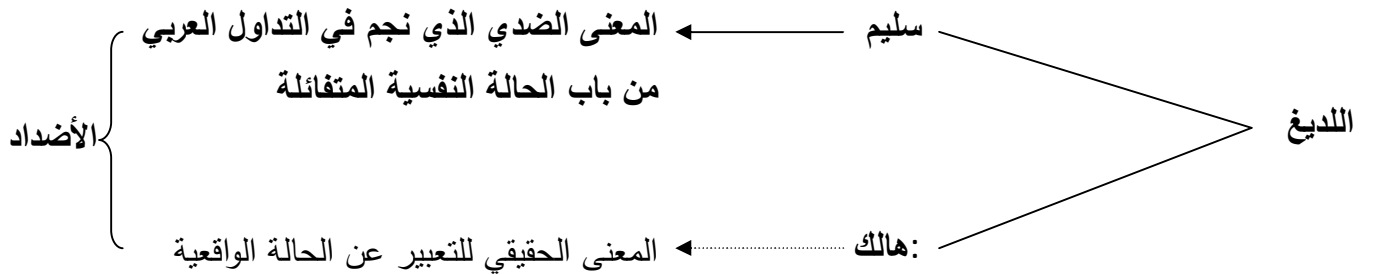 اللديغ
سليم
المعنى الضدي الذي نجم في التداول العربي
من باب الحالة النفسية المتفائلة
هالك:
المعنى الحقيقي للتعبير عن الحالة الواقعية
الأضداد